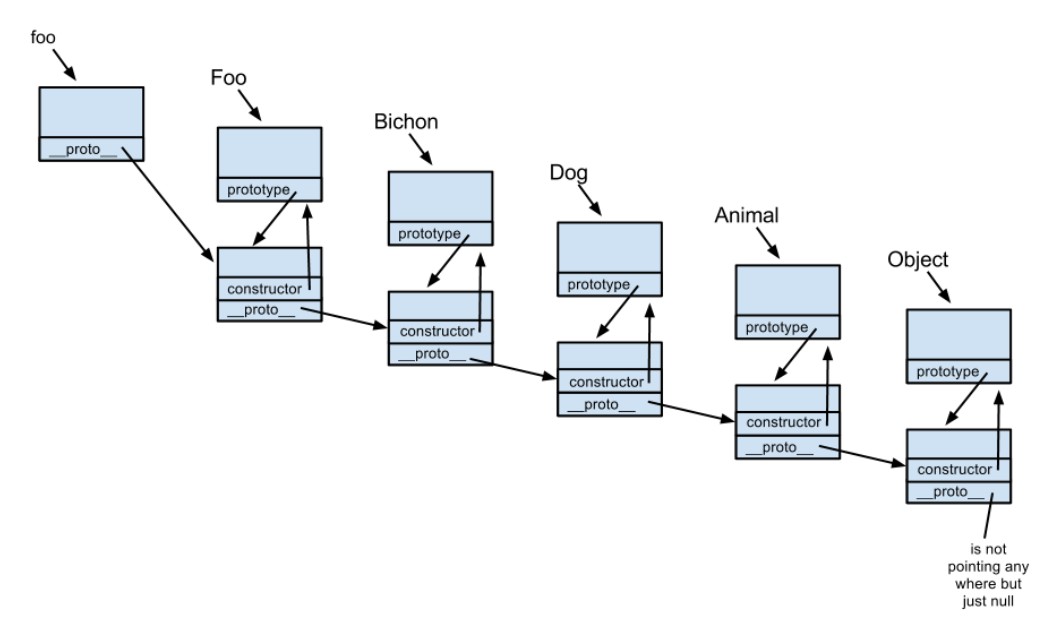 foo
__proto__
Foo
prototype
constructor
__proto__
Bichon
prototype
constructor
__proto__
Dog
prototype
constructor
__proto__
Animal
prototype
constructor
__proto__
Object
prototype
constructor
__proto__
is not
pointing any
where but
just null